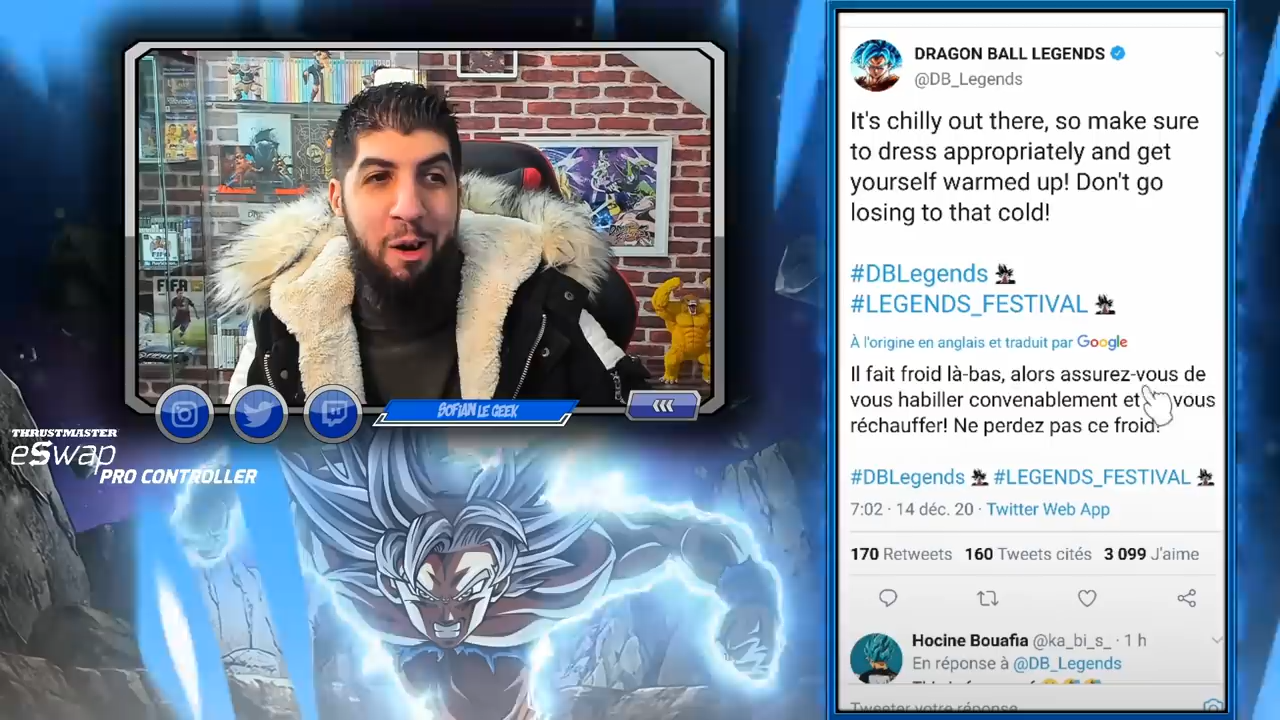 FIFA
SOFIAN LE GEEK
THRUSTMASTER
eSwap
PRO CONTROLLER
DRAGON BALL LEGENDS
@DB_Legends
It's chilly out there, so make sure
to dress appropriately and get
yourself warmed up! Don't go
losing to that cold!
#DBLegends
#LEGENDS_FESTIVAL
À l'origine en anglais et traduit par Google
Il fait froid là-bas, alors assurez-vous de
vous habiller convenablement et vous
réchauffer! Ne perdez pas ce froid!
#DBLegends #LEGENDS_FESTIVAL
7:02 · 14 déc. 20 · Twitter Web App
170 Retweets 160 Tweets cités 3 099 J'aime
Hocine Bouafia @ka_bi_s_ · 1 h
En réponse à @DB_Legends
Tweeter votre réponse